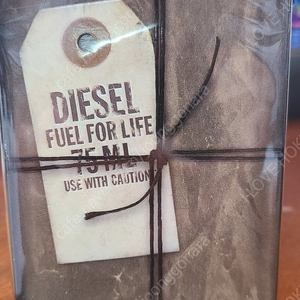 DIESEL
FUEL FOR LIFE
75 ML
USE WITH CAUTION